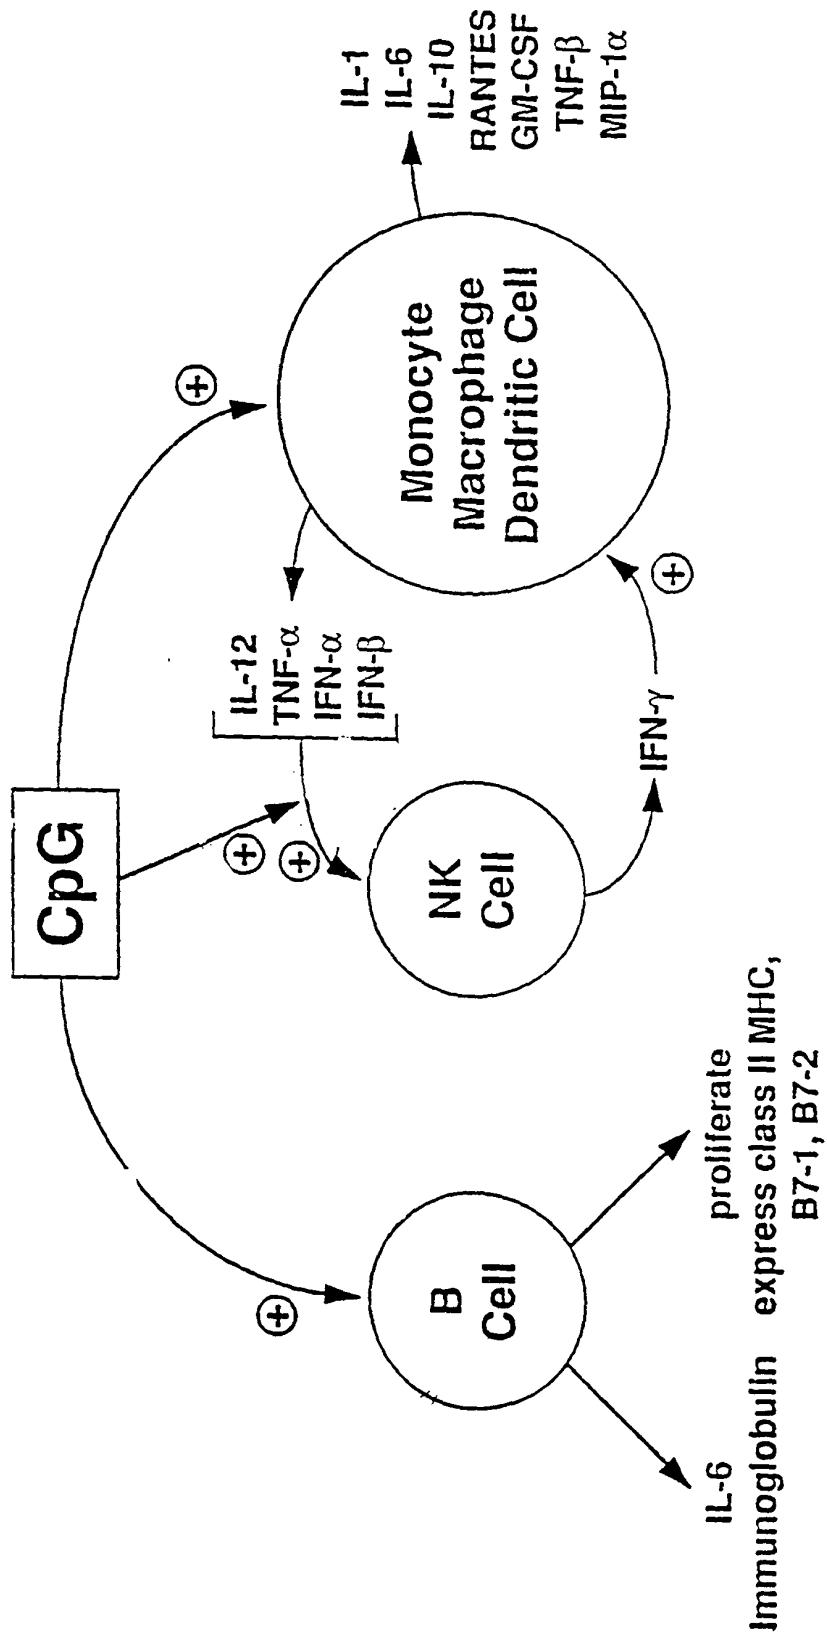 CpG
⊕
⊕
⊕
⊕
B
Cell
IL-6
Immunoglobulin
proliferate
express class II MHC,
B7-1, B7-2
NK
Cell
IL-12
TNF-α
IFN-α
IFN-β
IFN-γ
⊕
Monocyte
Macrophage
Dendritic Cell
IL-1
IL-6
IL-10
RANTES
GM-CSF
TNF-β
MIP-1α